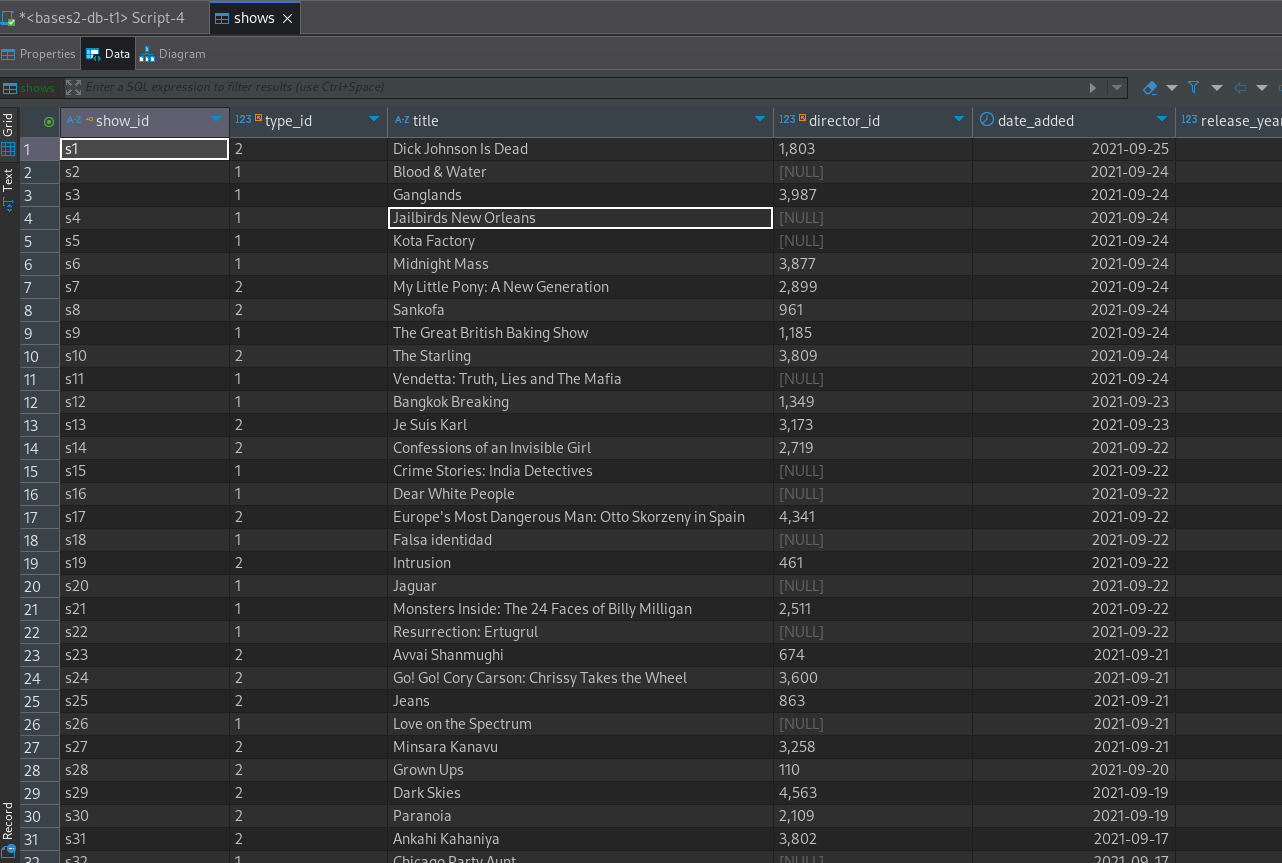 *<bases2-db-t1> Script-4 shows
Properties Data Diagram
shows Enter a SQL expression to filter results (use Ctrl+Space)
Grid
Text
Record
A-Z show_id 123 type_id A-Z title 123 director_id date_added 123 release_year
1 s1 2 Dick Johnson Is Dead 1,803 2021-09-25
2 s2 1 Blood & Water [NULL] 2021-09-24
3 s3 1 Ganglands 3,987 2021-09-24
4 s4 1 Jailbirds New Orleans [NULL] 2021-09-24
5 s5 1 Kota Factory [NULL] 2021-09-24
6 s6 1 Midnight Mass 3,877 2021-09-24
7 s7 2 My Little Pony: A New Generation 2,899 2021-09-24
8 s8 2 Sankofa 961 2021-09-24
9 s9 1 The Great British Baking Show 1,185 2021-09-24
10 s10 2 The Starling 3,809 2021-09-24
11 s11 1 Vendetta: Truth, Lies and The Mafia [NULL] 2021-09-24
12 s12 1 Bangkok Breaking 1,349 2021-09-23
13 s13 2 Je Suis Karl 3,173 2021-09-23
14 s14 2 Confessions of an Invisible Girl 2,719 2021-09-22
15 s15 1 Crime Stories: India Detectives [NULL] 2021-09-22
16 s16 1 Dear White People [NULL] 2021-09-22
17 s17 2 Europe's Most Dangerous Man: Otto Skorzeny in Spain 4,341 2021-09-22
18 s18 1 Falsa identidad [NULL] 2021-09-22
19 s19 2 Intrusion 461 2021-09-22
20 s20 1 Jaguar [NULL] 2021-09-22
21 s21 1 Monsters Inside: The 24 Faces of Billy Milligan 2,511 2021-09-22
22 s22 1 Resurrection: Ertugrul [NULL] 2021-09-22
23 s23 2 Avvai Shanmughi 674 2021-09-21
24 s24 2 Go! Go! Cory Carson: Chrissy Takes the Wheel 3,600 2021-09-21
25 s25 2 Jeans 863 2021-09-21
26 s26 1 Love on the Spectrum [NULL] 2021-09-21
27 s27 2 Minsara Kanavu 3,258 2021-09-21
28 s28 2 Grown Ups 110 2021-09-20
29 s29 2 Dark Skies 4,563 2021-09-19
30 s30 2 Paranoia 2,109 2021-09-19
31 s31 2 Ankahi Kahaniya 3,802 2021-09-17
32 s32 1 Chicago Party Aunt [NULL] 2021-09-17